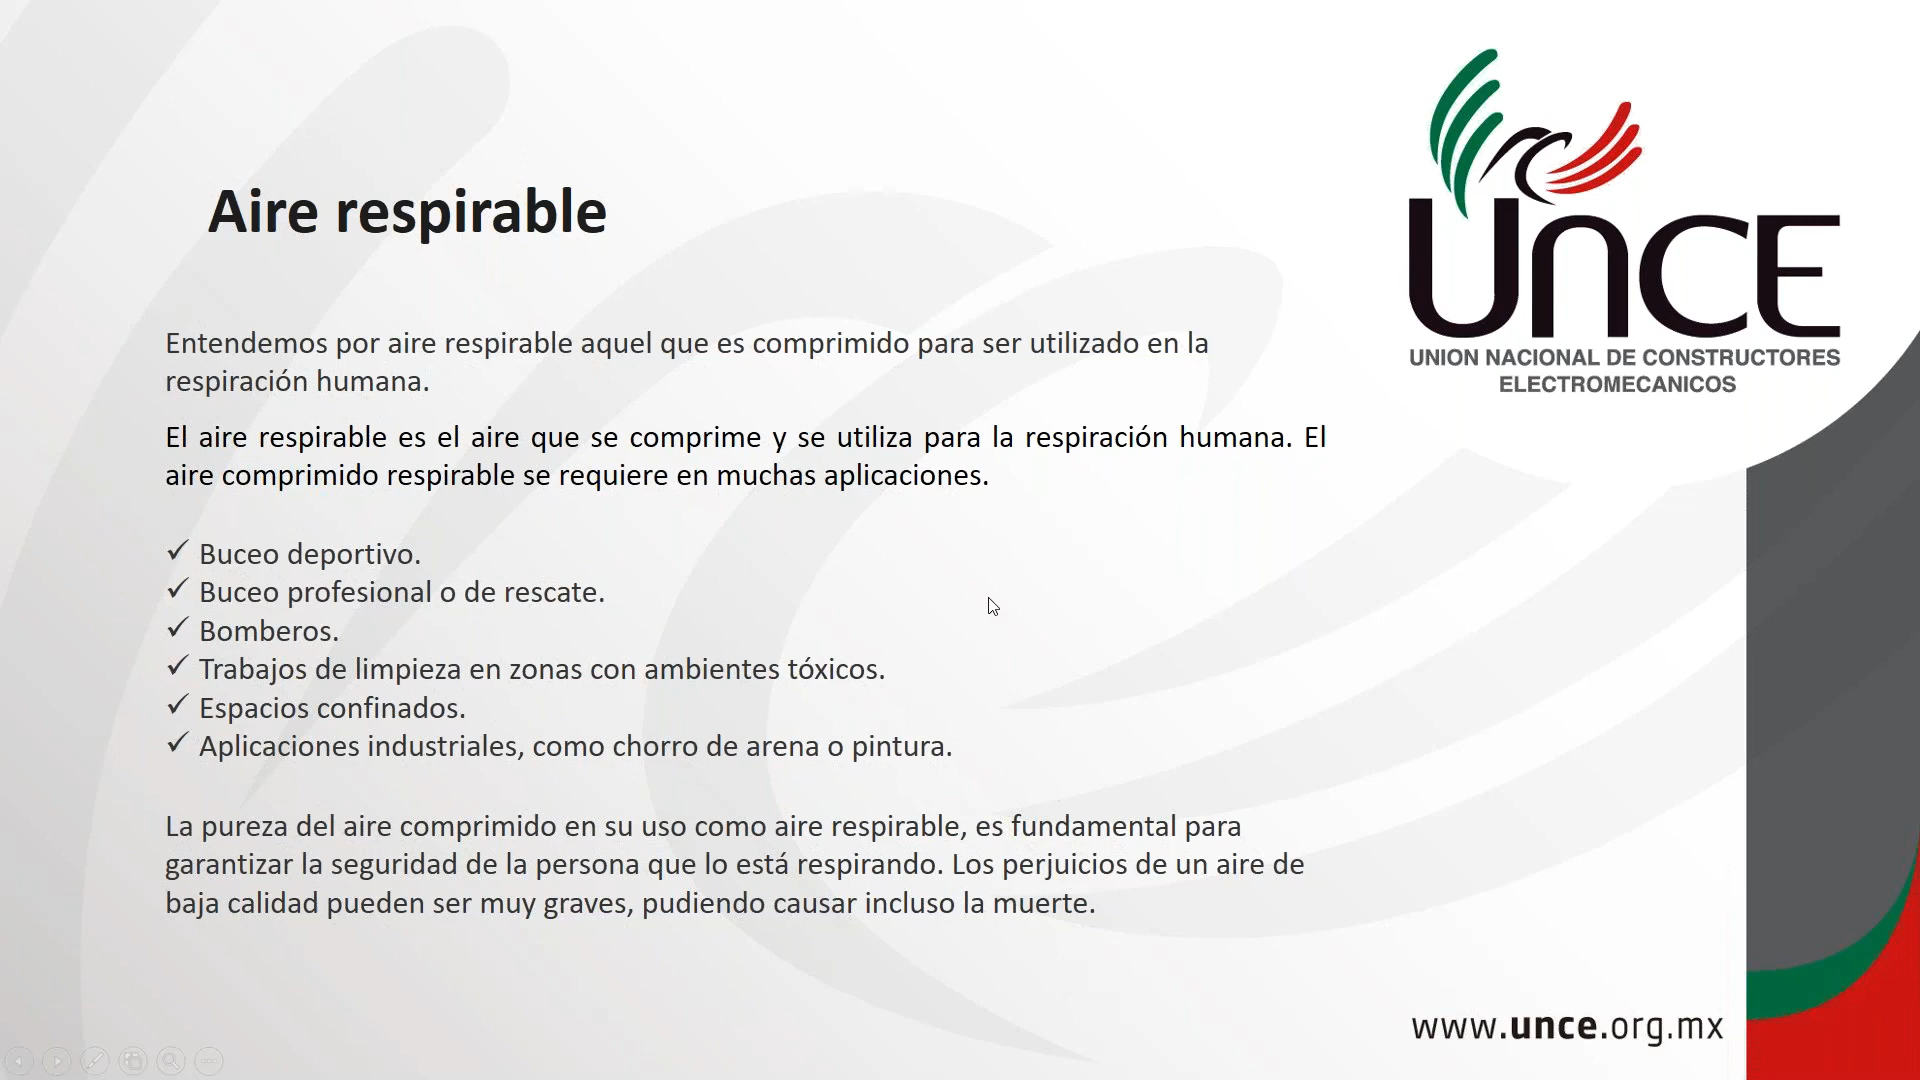 UNCE
UNION NACIONAL DE CONSTRUCTORES
ELECTROMECANICOS
Aire respirable
Entendemos por aire respirable aquel que es comprimido para ser utilizado en la
respiración humana.
El aire respirable es el aire que se comprime y se utiliza para la respiración humana. El
aire comprimido respirable se requiere en muchas aplicaciones.
✓ Buceo deportivo.
✓ Buceo profesional o de rescate.
✓ Bomberos.
✓ Trabajos de limpieza en zonas con ambientes tóxicos.
✓ Espacios confinados.
✓ Aplicaciones industriales, como chorro de arena o pintura.
La pureza del aire comprimido en su uso como aire respirable, es fundamental para
garantizar la seguridad de la persona que lo está respirando. Los perjuicios de un aire de
baja calidad pueden ser muy graves, pudiendo causar incluso la muerte.
www.unce.org.mx